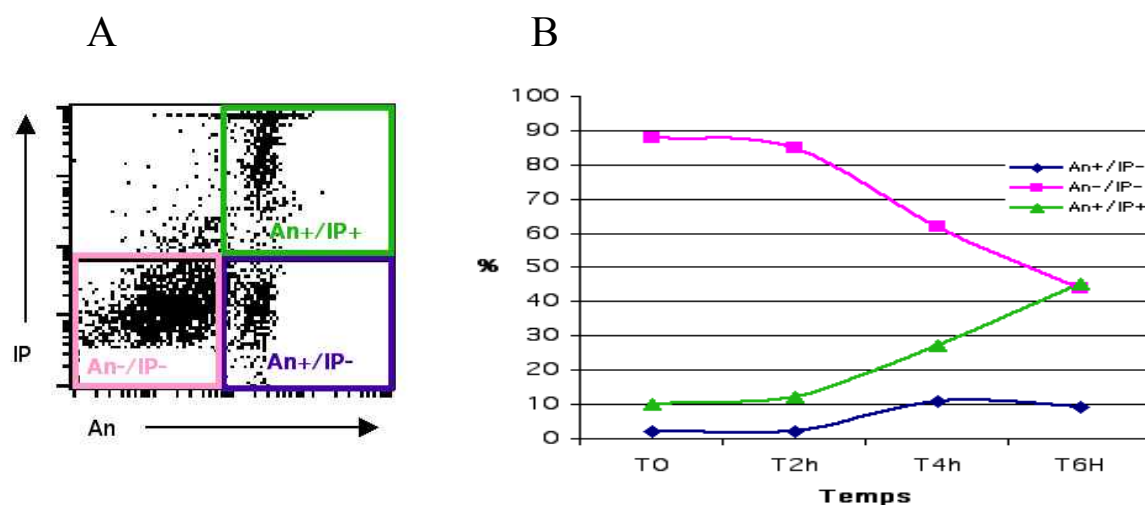 A
IP
An+/IP+
An-/IP-
An+/IP-
An
B
100
90
80
70
60
50
40
30
20
10
0
%
An+/IP-
An-/IP-
An+/IP+
T0 T2h T4h T6H
Temps